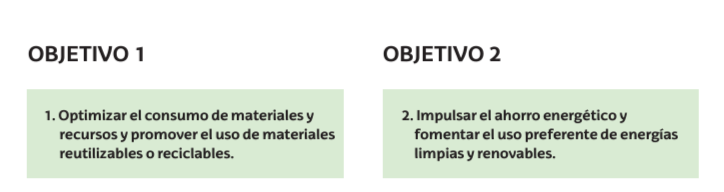 OBJETIVO 1
1. Optimizar el consumo de materiales y
recursos y promover el uso de materiales
reutilizables o reciclables.
OBJETIVO 2
2. Impulsar el ahorro energético y
fomentar el uso preferente de energías
limpias y renovables.